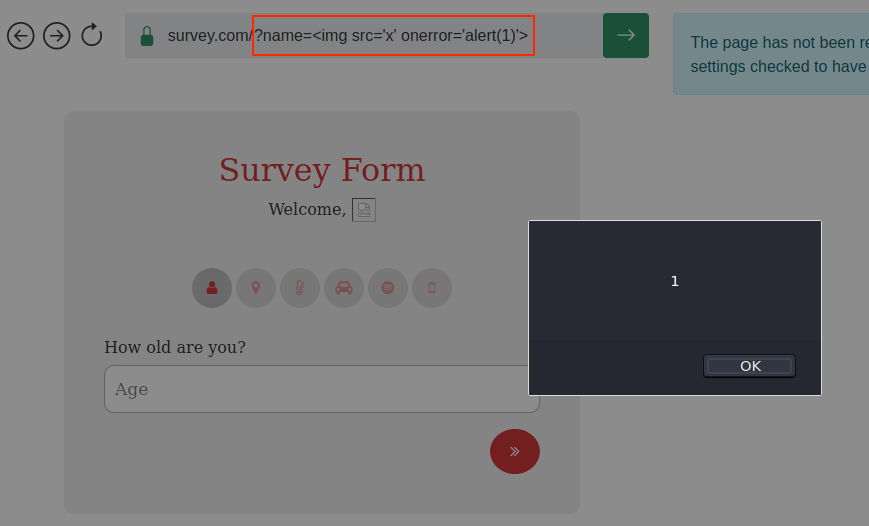 survey.com/?name=<img src='x' onerror='alert(1)'>
The page has not been re
settings checked to have
Survey Form
Welcome,
1
OK
How old are you?
Age